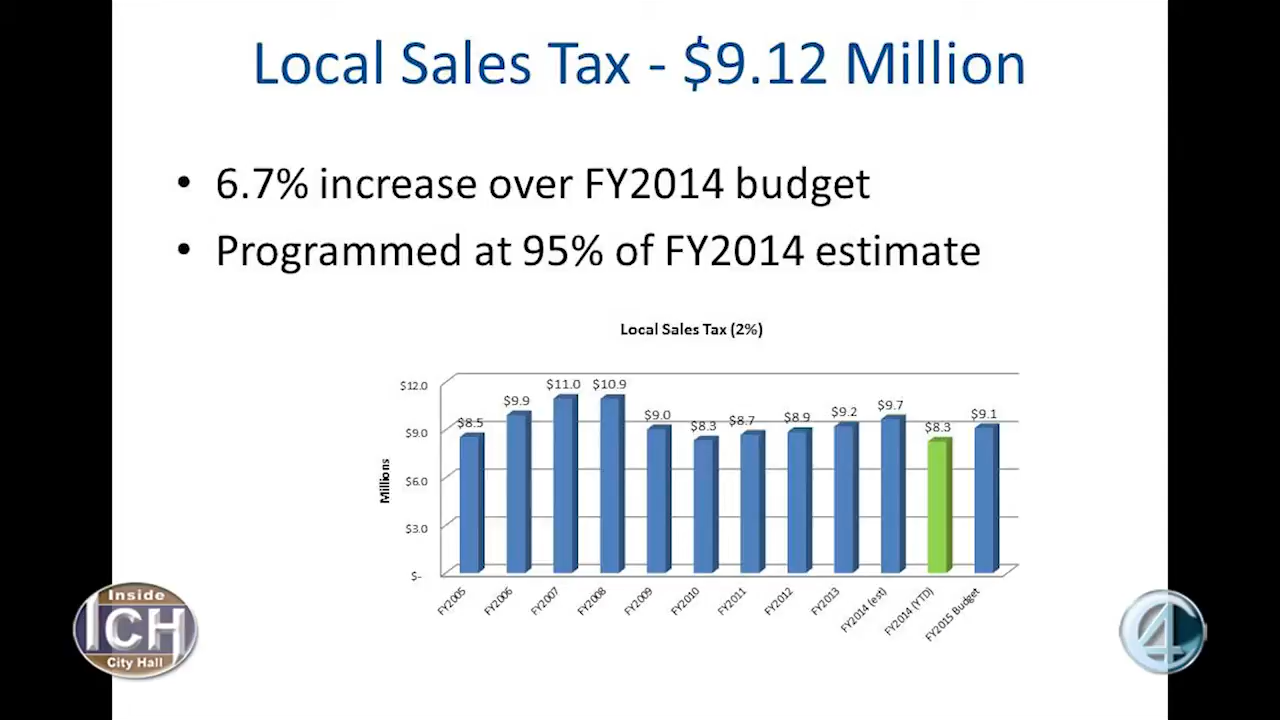 Local Sales Tax - $9.12 Million
• 6.7% increase over FY2014 budget
• Programmed at 95% of FY2014 estimate
Local Sales Tax (2%)
Millions
$12.0
$9.0
$6.0
$3.0
$-
$8.5
$9.9
$11.0
$10.9
$9.0
$8.3
$8.7
$8.9
$9.2
$9.7
$8.3
$9.1
FY2005
FY2006
FY2007
FY2008
FY2009
FY2010
FY2011
FY2012
FY2013
FY2014 (est)
FY2014 (YTD)
FY2015 Budget
Inside
ICH
City Hall
4